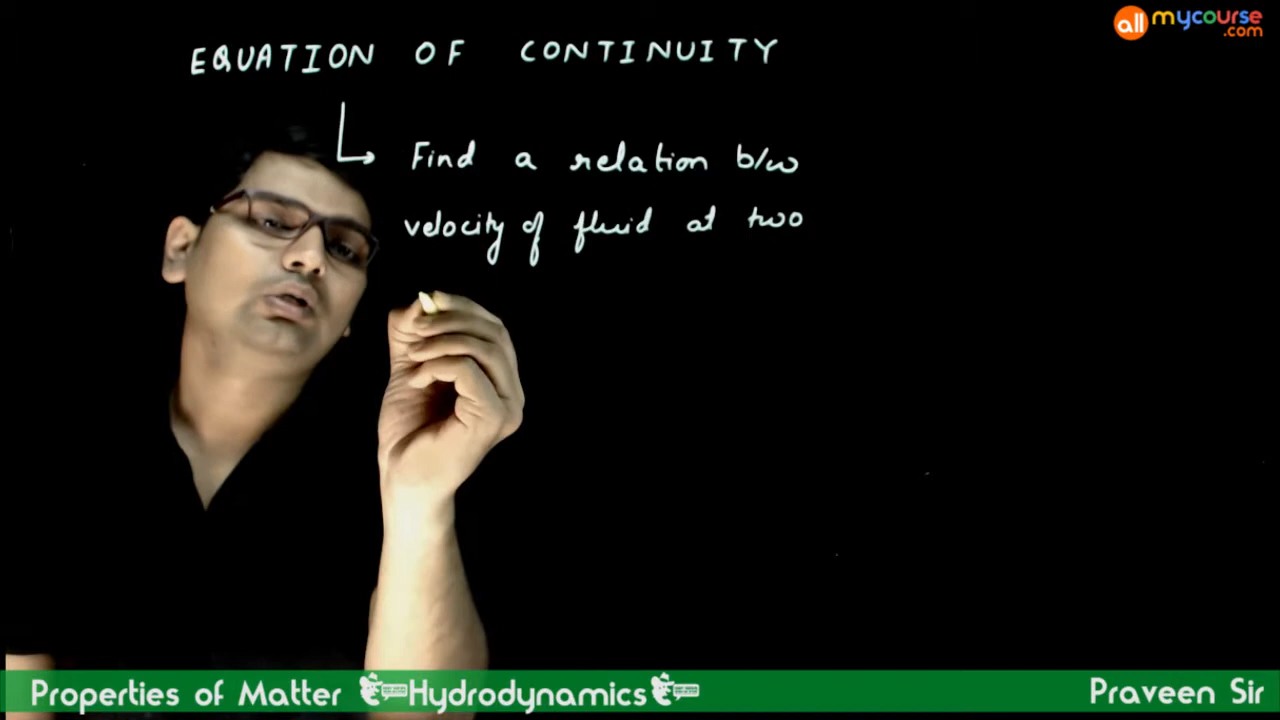 all mycourse
.com
EQUATION OF CONTINUITY
Find a relation b/w
velocity of fluid at two
Properties of Matter Hydrodynamics Praveen Sir